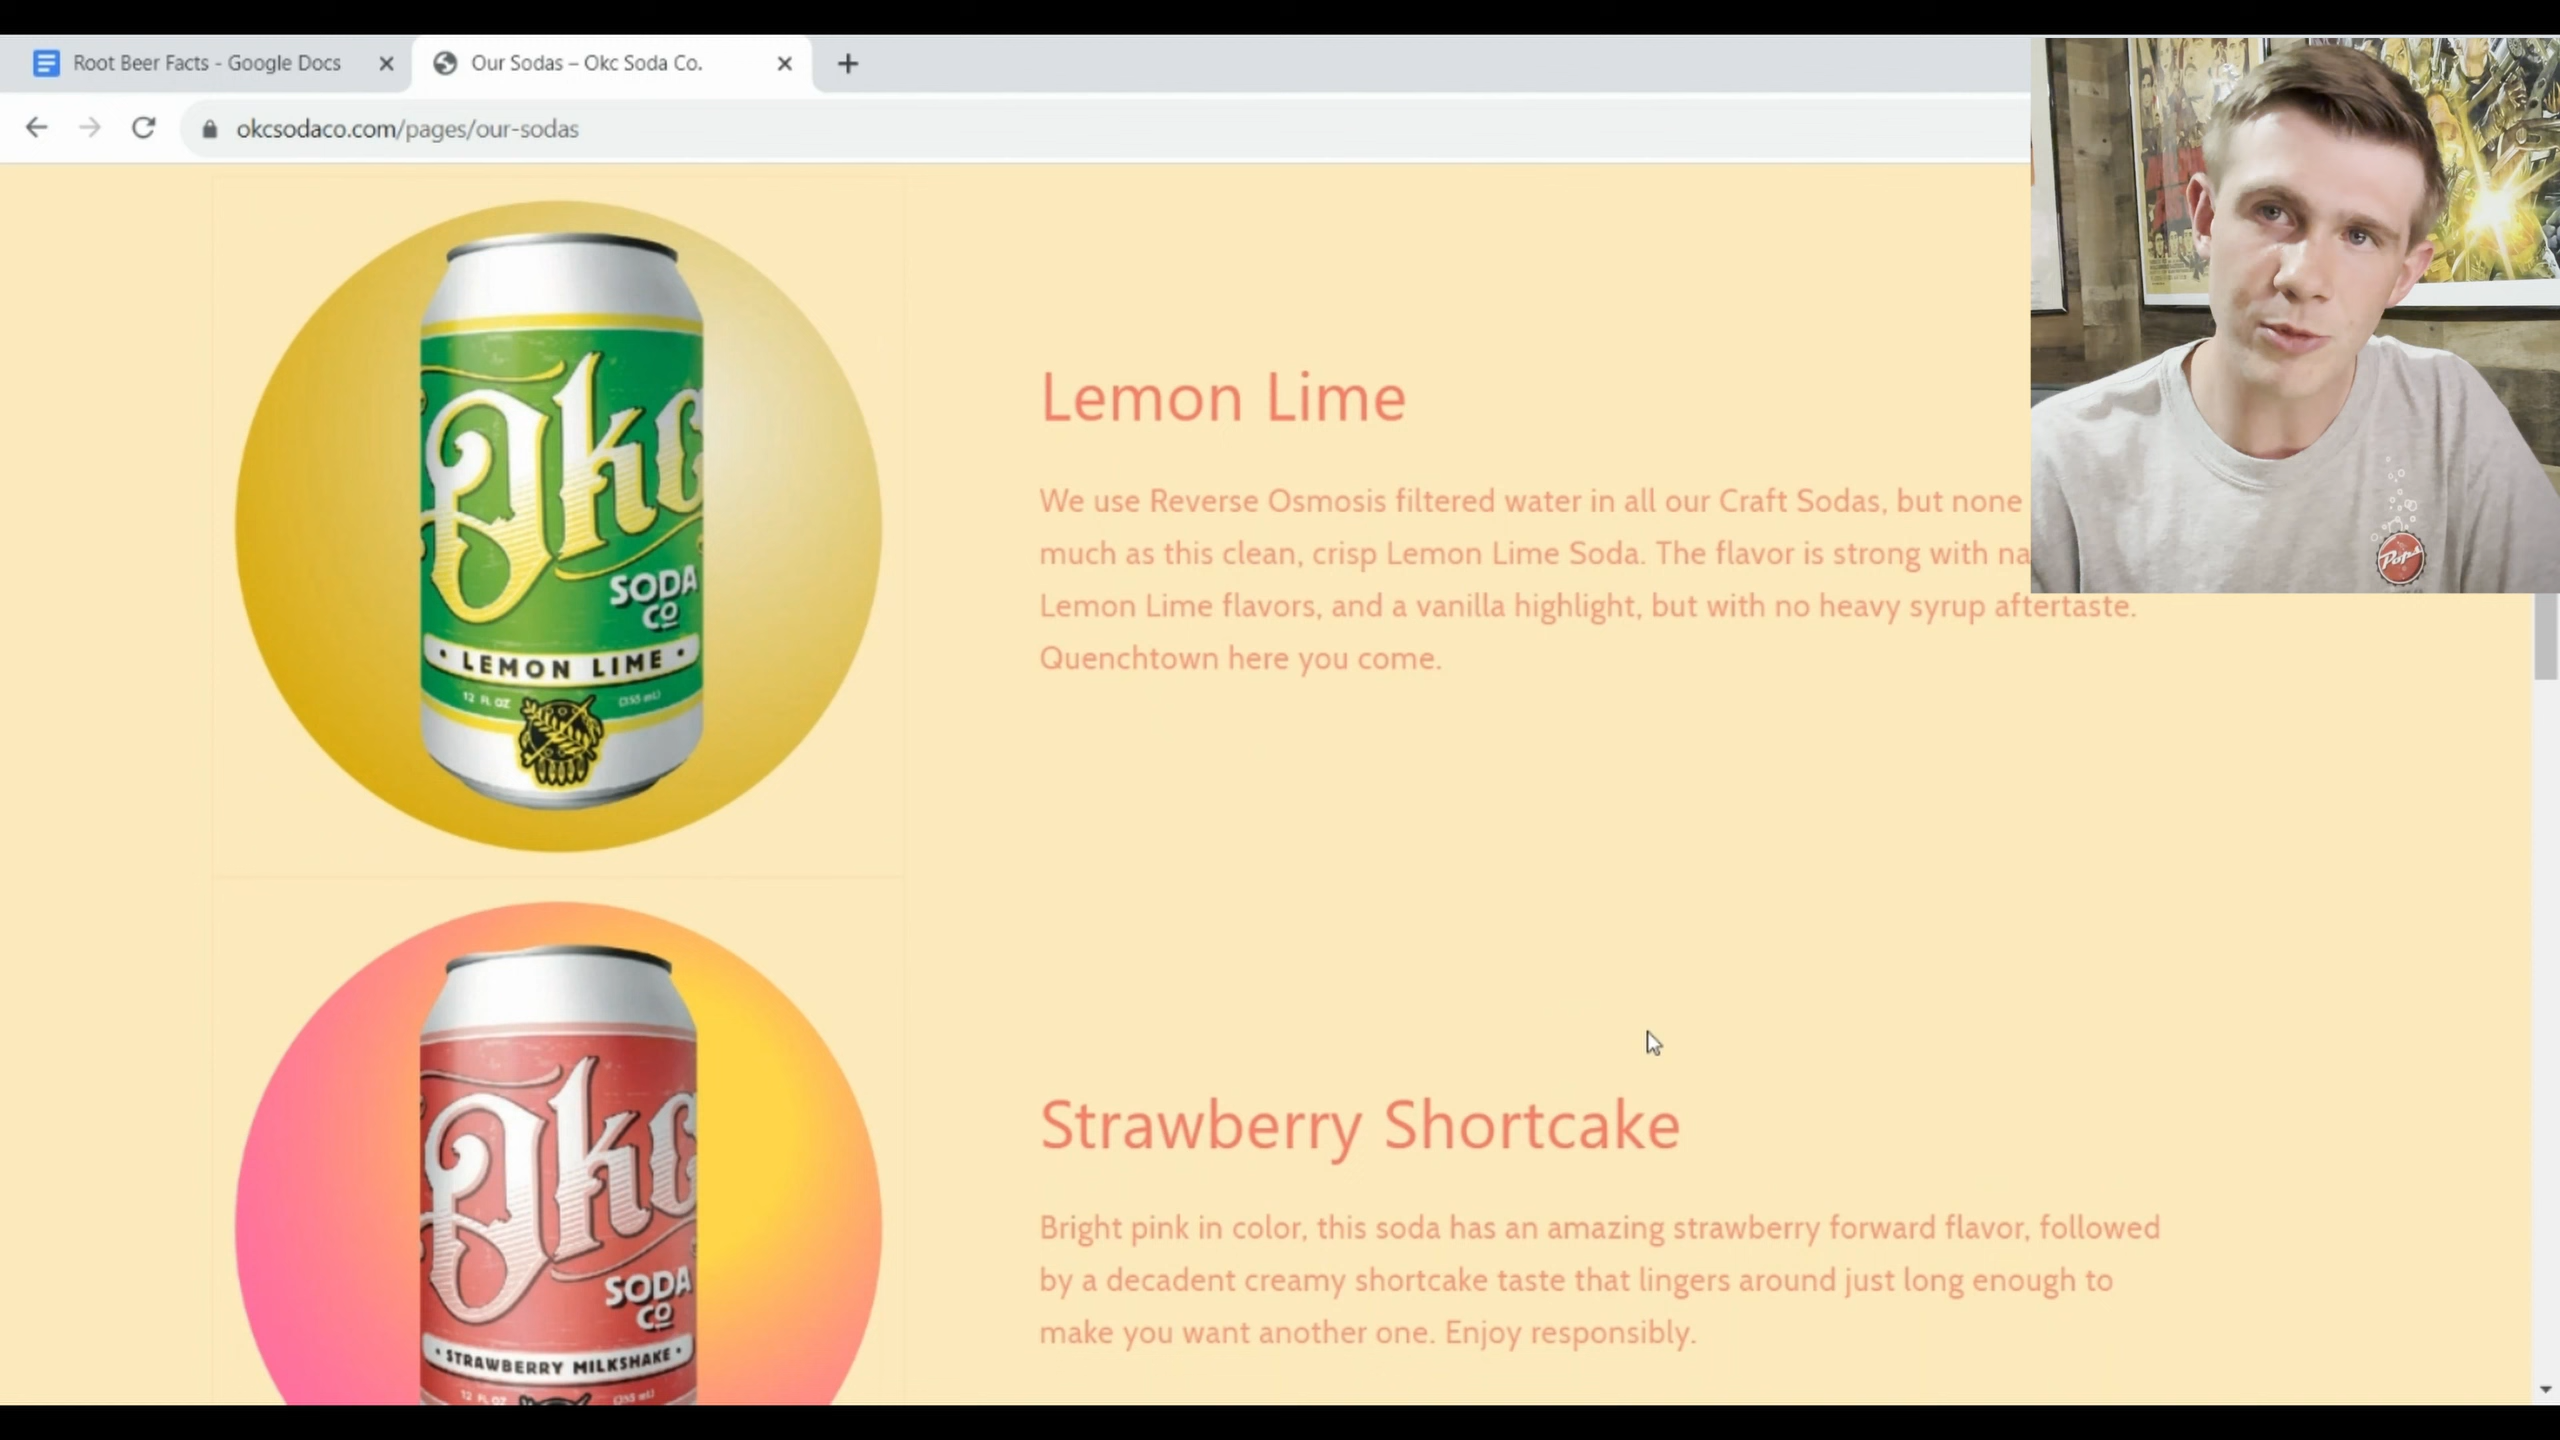 Root Beer Facts - Google Docs
Our Sodas – Okc Soda Co.
okcsodaco.com/pages/our-sodas
Okc
SODA
CO
• LEMON LIME •
12 FL OZ (355 mL)
Lemon Lime
We use Reverse Osmosis filtered water in all our Craft Sodas, but none
much as this clean, crisp Lemon Lime Soda. The flavor is strong with na
Lemon Lime flavors, and a vanilla highlight, but with no heavy syrup aftertaste.
Quenchtown here you come.
Pops
Okc
SODA
CO
• STRAWBERRY MILKSHAKE •
12 FL OZ (355 mL)
Strawberry Shortcake
Bright pink in color, this soda has an amazing strawberry forward flavor, followed
by a decadent creamy shortcake taste that lingers around just long enough to
make you want another one. Enjoy responsibly.